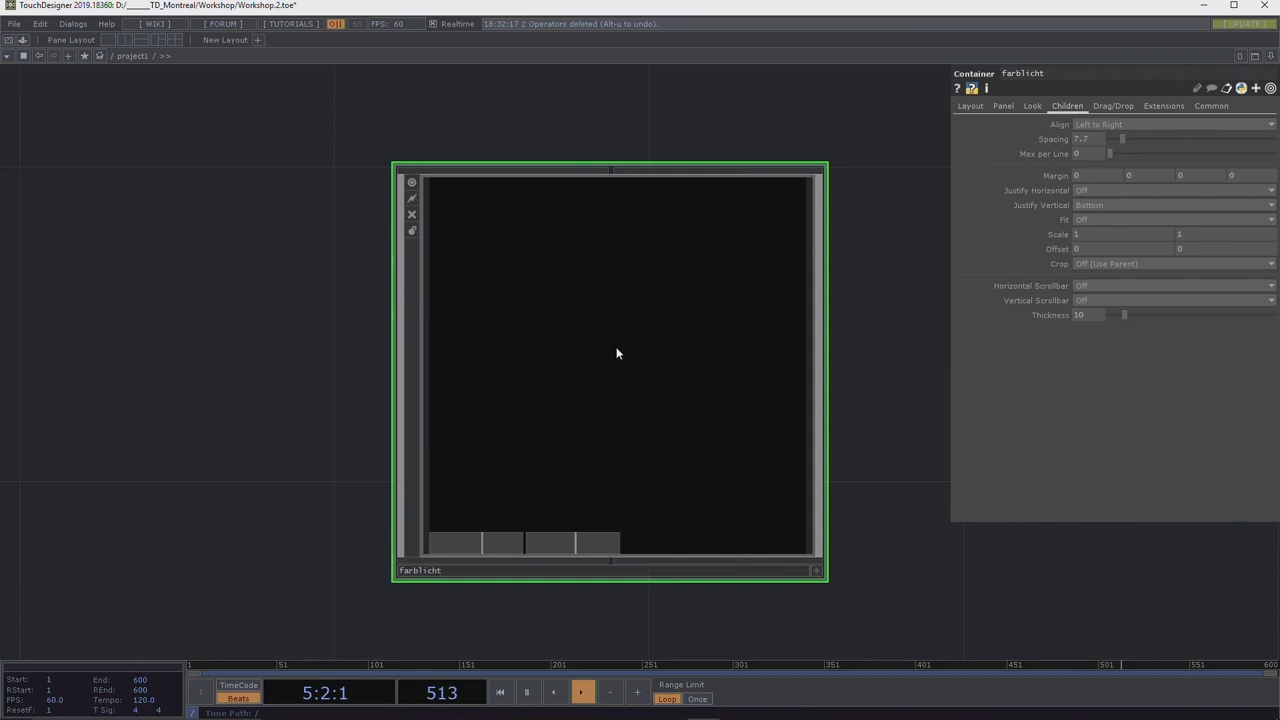 TouchDesigner 2019.18360: D:/_____TD_Montreal/Workshop/Workshop.2.toe*
File Edit Dialogs Help [ WIKI ] [ FORUM ] [ TUTORIALS ] O|I 60 FPS: 60 Realtime 18:32:17 2 Operators deleted (Alt-u to undo). [ UPDATE ]
Pane Layout New Layout +
/ project1 / >> 0
Container farblicht
? ? i
Layout Panel Look Children Drag/Drop Extensions Common
Align Left to Right
Spacing 7.7
Max per Line 0
Margin 0 0 0 0
Justify Horizontal Off
Justify Vertical Bottom
Fit Off
Scale 1 1
Offset 0 0
Crop Off (Use Parent)
Horizontal Scrollbar Off
Vertical Scrollbar Off
Thickness 10
farblicht
1 51 101 151 201 251 301 351 401 451 501 551 600
Start: 1 End: 600
RStart: 1 REnd: 600
FPS: 60.0 Tempo: 120.0
ResetF: 1 T Sig: 4 4
TimeCode
Beats
5:2:1
513
Range Limit
Loop Once
/ Time Path: /